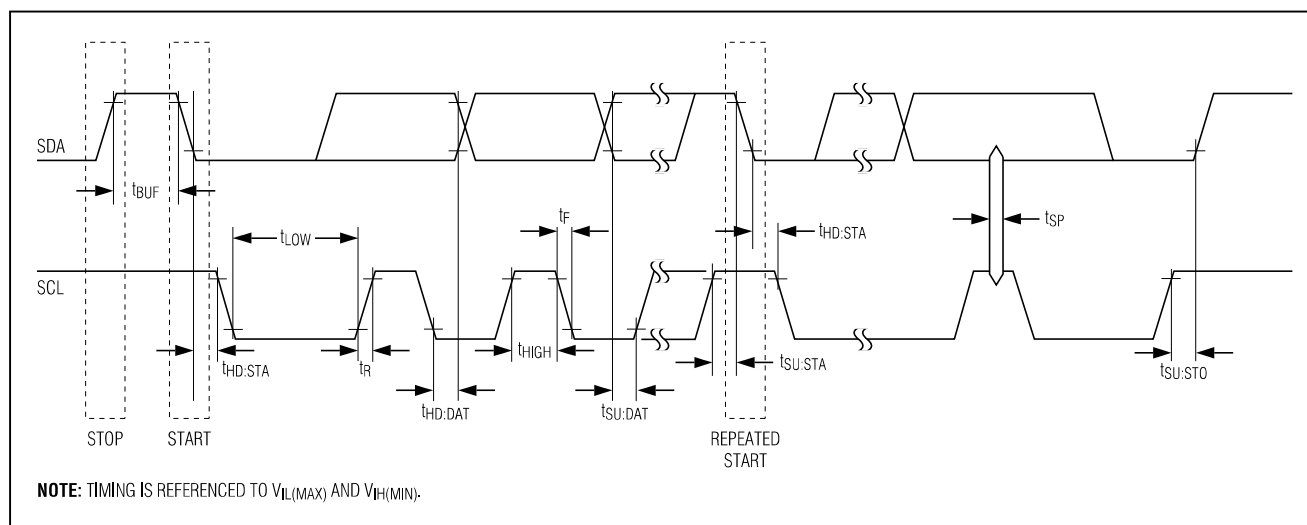 SDA
tBUF
tF
tLOW
tHD:STA
tSP
SCL
tHD:STA
tR
tHIGH
tSU:STA
tSU:STO
tHD:DAT
tSU:DAT
STOP
START
REPEATED
START
NOTE: TIMING IS REFERENCED TO VIL(MAX) AND VIH(MIN).